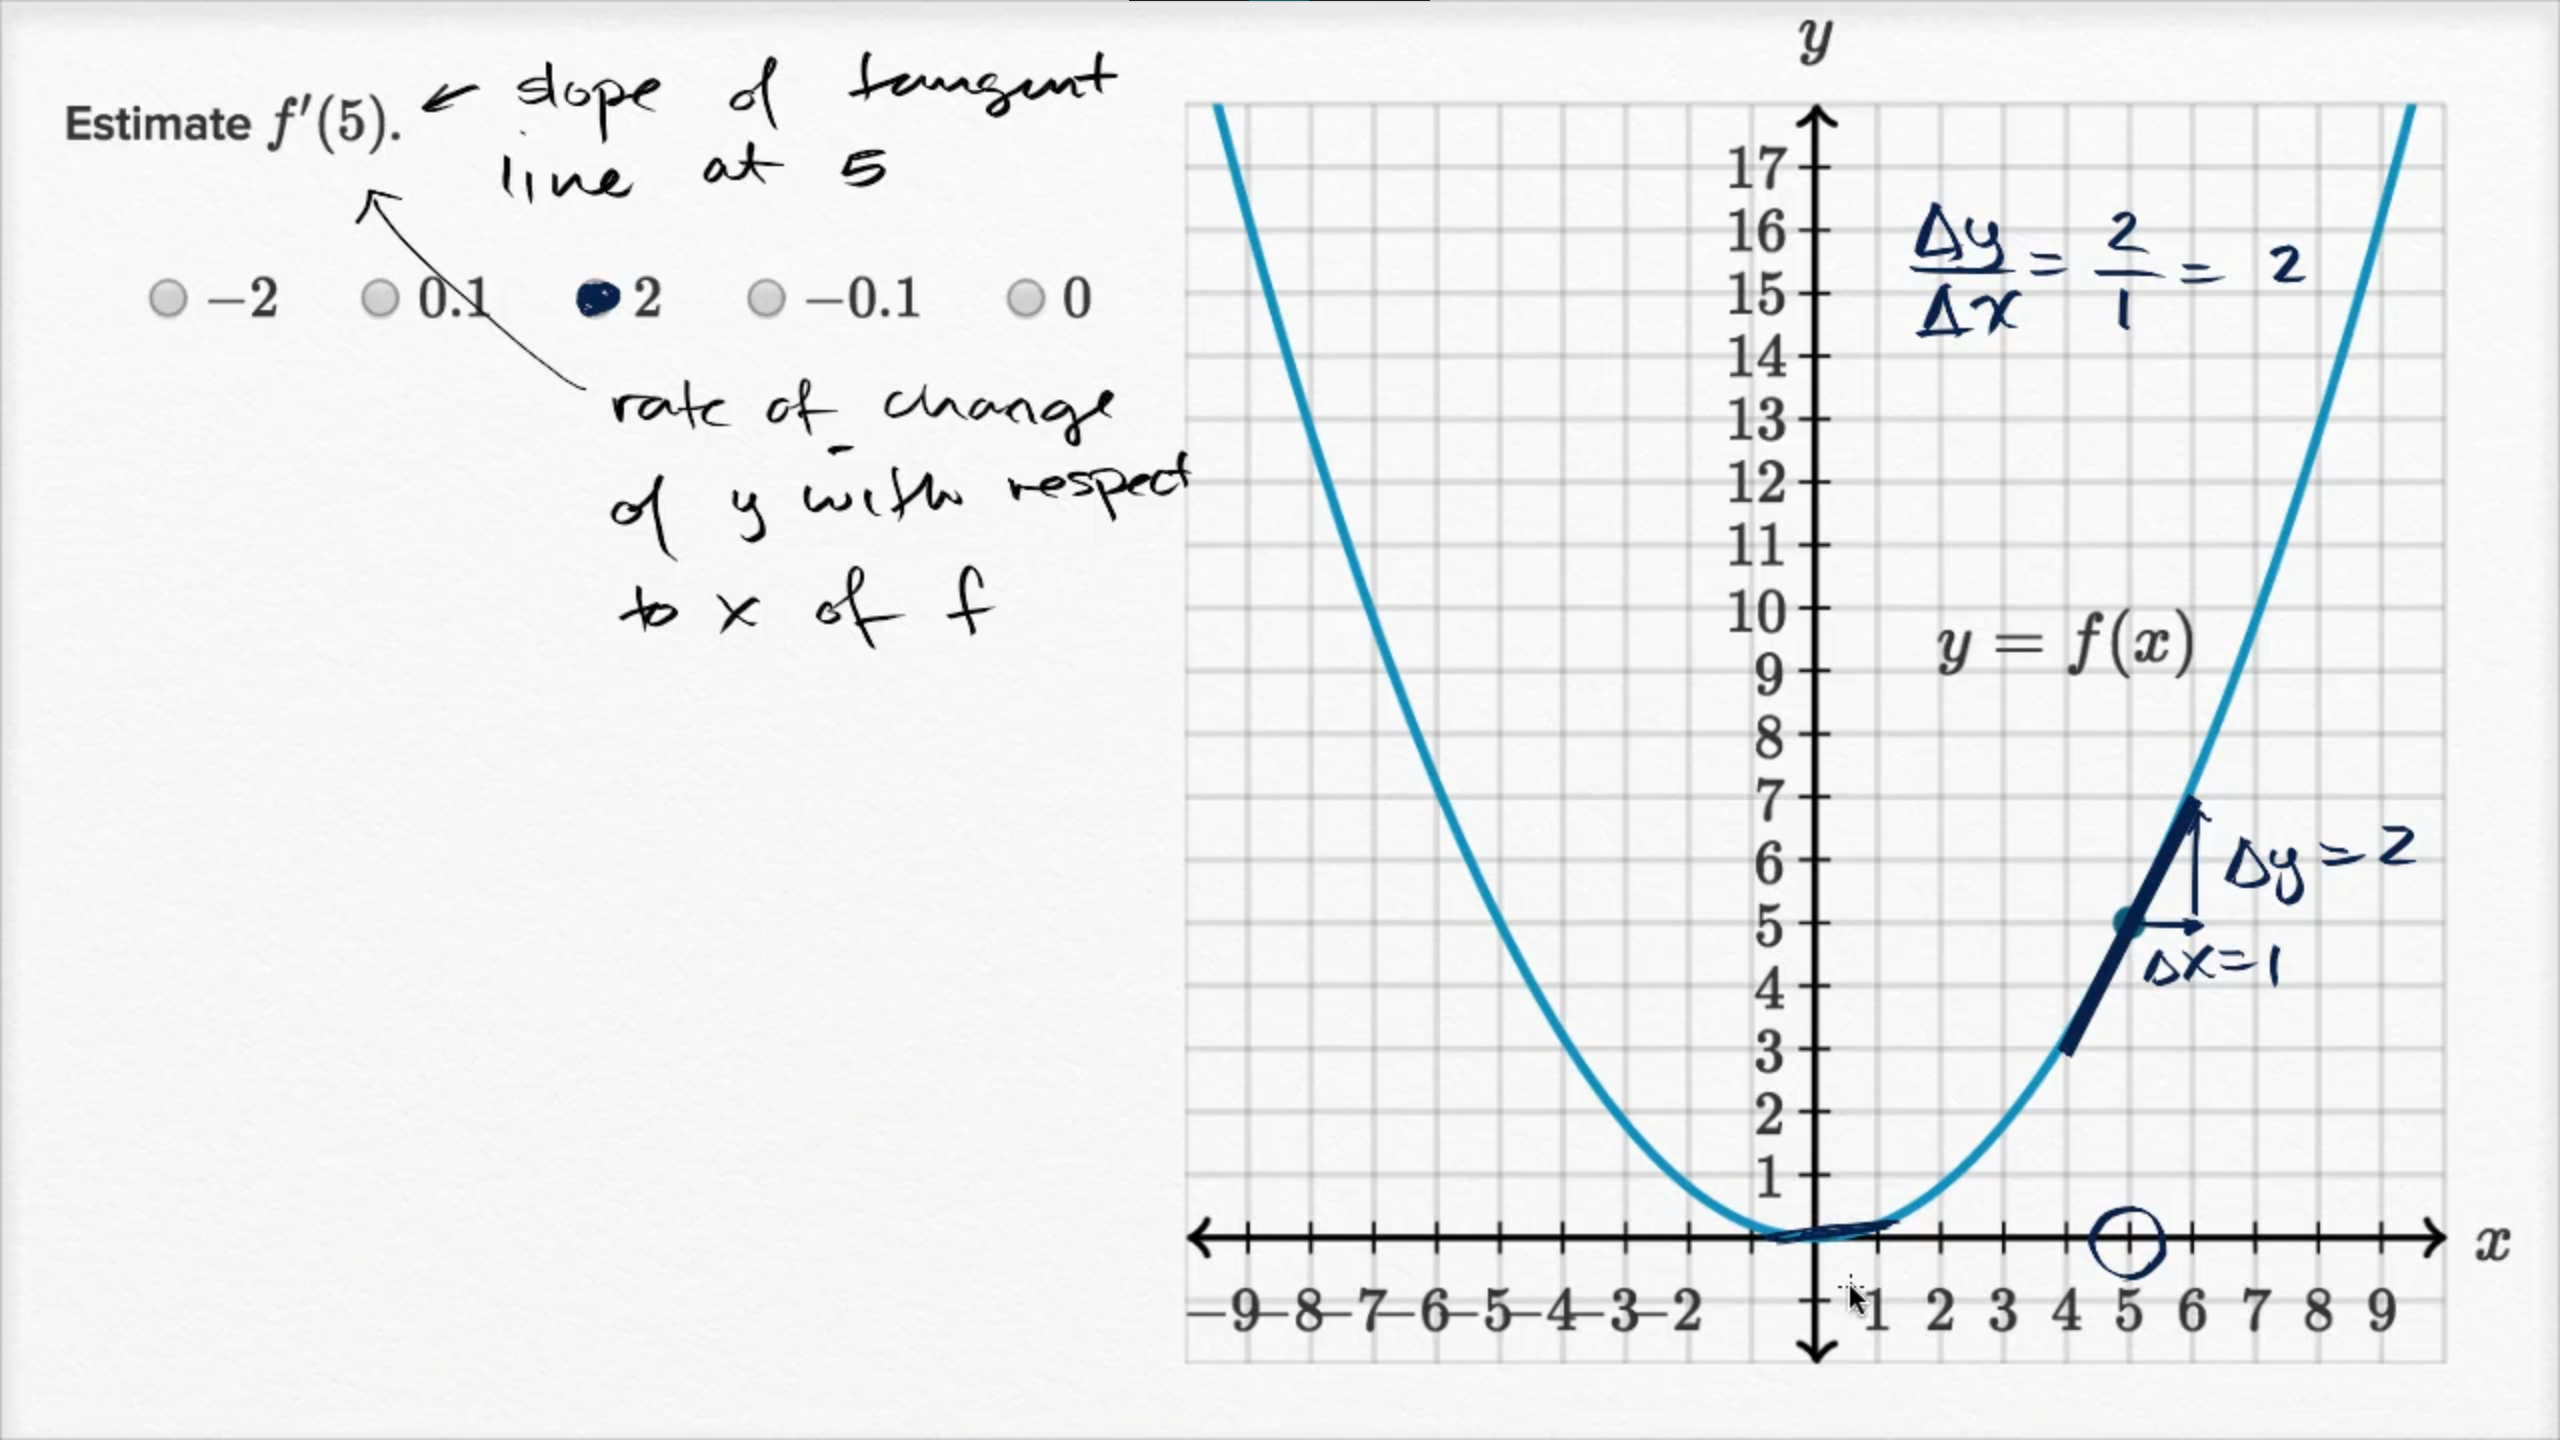 Estimate f′(5). slope of tangent
line at 5
−2 0.1 2 −0.1 0
rate of change
of y with respect
to x of f
y
17
16
15
14
13
12
11
10
9
8
7
6
5
4
3
2
1
Δy/Δx = 2/1 = 2
y = f(x)
Δy = 2
Δx = 1
x
−9 −8 −7 −6 −5 −4 −3 −2 1 2 3 4 5 6 7 8 9